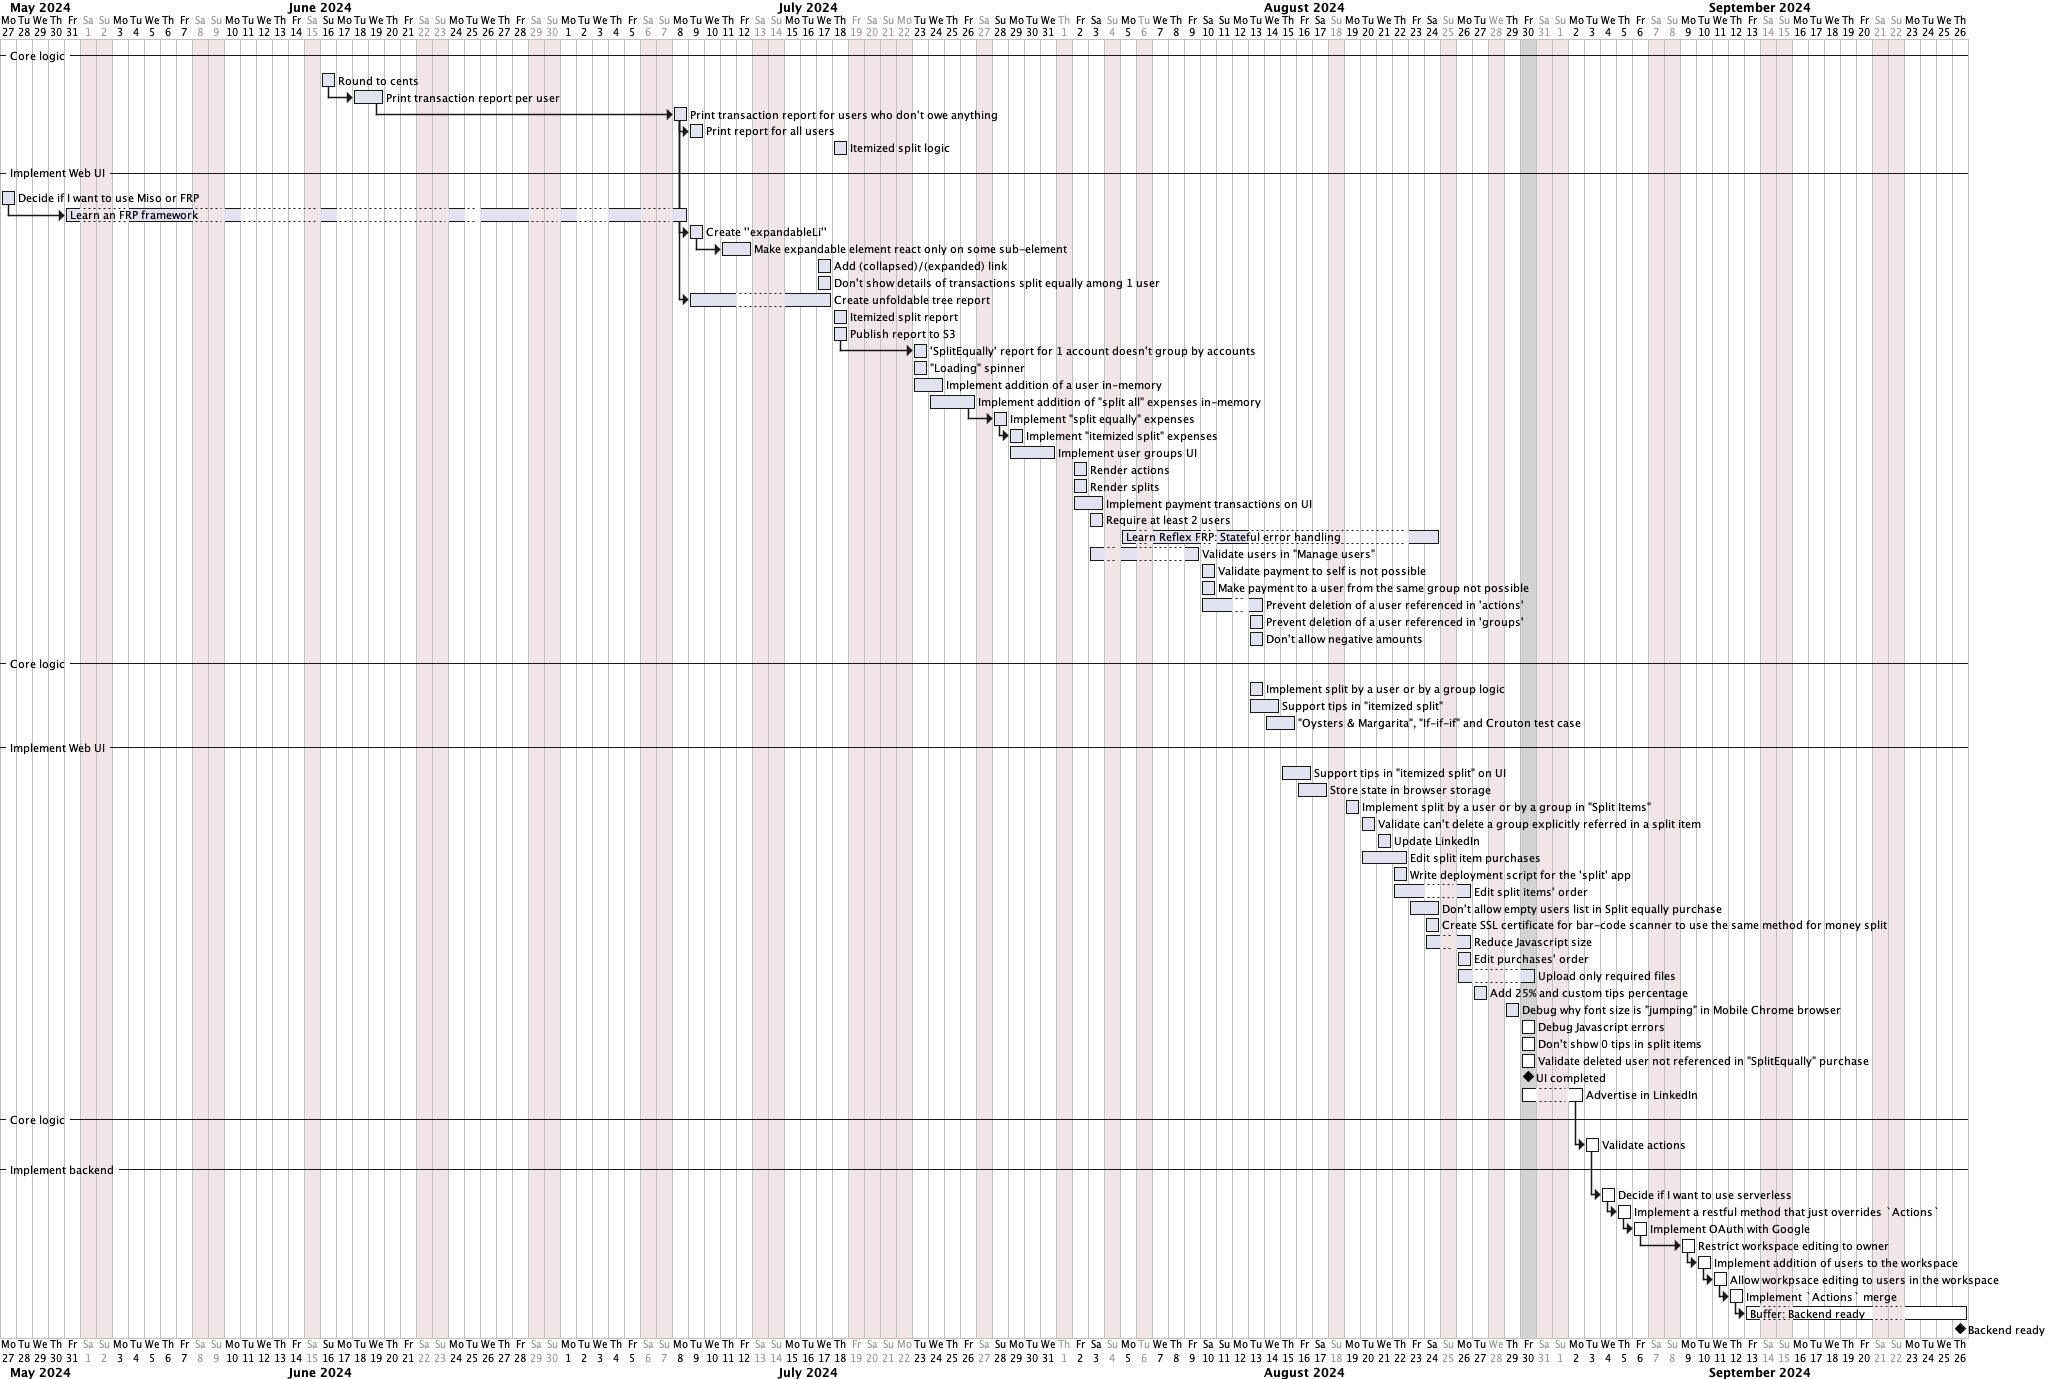 May 2024 June 2024 July 2024 August 2024 September 2024
Mo Tu We Th Fr Sa Su Mo Tu We Th Fr Sa Su Mo Tu We Th Fr Sa Su Mo Tu We Th Fr Sa Su Mo Tu We Th Fr Sa Su Mo Tu We Th Fr Sa Su Mo Tu We Th Fr Sa Su Mo Tu We Th Fr Sa Su Mo Tu We Th Fr Sa Su Mo Tu We Th Fr Sa Su Mo Tu We Th Fr Sa Su Mo Tu We Th Fr Sa Su Mo Tu We Th Fr Sa Su Mo Tu We Th Fr Sa Su Mo Tu We Th Fr Sa Su Mo Tu We Th Fr Sa Su Mo Tu We Th Fr Sa Su Mo Tu We Th
27 28 29 30 31 1 2 3 4 5 6 7 8 9 10 11 12 13 14 15 16 17 18 19 20 21 22 23 24 25 26 27 28 29 30 1 2 3 4 5 6 7 8 9 10 11 12 13 14 15 16 17 18 19 20 21 22 23 24 25 26 27 28 29 30 31 1 2 3 4 5 6 7 8 9 10 11 12 13 14 15 16 17 18 19 20 21 22 23 24 25 26 27 28 29 30 31 1 2 3 4 5 6 7 8 9 10 11 12 13 14 15 16 17 18 19 20 21 22 23 24 25 26
Core logic
Round to cents
Print transaction report per user
Print transaction report for users who don't owe anything
Print report for all users
Itemized split logic
Implement Web UI
Decide if I want to use Miso or FRP
Learn an FRP framework
Create "expandableLi"
Make expandable element react only on some sub-element
Add (collapsed)/(expanded) link
Don't show details of transactions split equally among 1 user
Create unfoldable tree report
Itemized split report
Publish report to S3
'SplitEqually' report for 1 account doesn't group by accounts
"Loading" spinner
Implement addition of a user in-memory
Implement addition of "split all" expenses in-memory
Implement "split equally" expenses
Implement "itemized split" expenses
Implement user groups UI
Render actions
Render splits
Implement payment transactions on UI
Require at least 2 users
Learn Reflex FRP: Stateful error handling
Validate users in "Manage users"
Validate payment to self is not possible
Make payment to a user from the same group not possible
Prevent deletion of a user referenced in 'actions'
Prevent deletion of a user referenced in 'groups'
Don't allow negative amounts
Core logic
Implement split by a user or by a group logic
Support tips in "itemized split"
"Oysters & Margarita", "If-if-if" and Crouton test case
Implement Web UI
Support tips in "itemized split" on UI
Store state in browser storage
Implement split by a user or by a group in "Split Items"
Validate can't delete a group explicitly referred in a split item
Update LinkedIn
Edit split item purchases
Write deployment script for the 'split' app
Edit split items' order
Don't allow empty users list in Split equally purchase
Create SSL certificate for bar-code scanner to use the same method for money split
Reduce Javascript size
Edit purchases' order
Upload only required files
Add 25% and custom tips percentage
Debug why font size is "jumping" in Mobile Chrome browser
Debug Javascript errors
Don't show 0 tips in split items
Validate deleted user not referenced in "SplitEqually" purchase
UI completed
Advertise in LinkedIn
Core logic
Validate actions
Implement backend
Decide if I want to use serverless
Implement a restful method that just overrides `Actions`
Implement OAuth with Google
Restrict workspace editing to owner
Implement addition of users to the workspace
Allow workpsace editing to users in the workspace
Implement `Actions` merge
Buffer: Backend ready
Backend ready
Mo Tu We Th Fr Sa Su Mo Tu We Th Fr Sa Su Mo Tu We Th Fr Sa Su Mo Tu We Th Fr Sa Su Mo Tu We Th Fr Sa Su Mo Tu We Th Fr Sa Su Mo Tu We Th Fr Sa Su Mo Tu We Th Fr Sa Su Mo Tu We Th Fr Sa Su Mo Tu We Th Fr Sa Su Mo Tu We Th Fr Sa Su Mo Tu We Th Fr Sa Su Mo Tu We Th Fr Sa Su Mo Tu We Th Fr Sa Su Mo Tu We Th Fr Sa Su Mo Tu We Th Fr Sa Su Mo Tu We Th Fr Sa Su Mo Tu We Th
27 28 29 30 31 1 2 3 4 5 6 7 8 9 10 11 12 13 14 15 16 17 18 19 20 21 22 23 24 25 26 27 28 29 30 1 2 3 4 5 6 7 8 9 10 11 12 13 14 15 16 17 18 19 20 21 22 23 24 25 26 27 28 29 30 31 1 2 3 4 5 6 7 8 9 10 11 12 13 14 15 16 17 18 19 20 21 22 23 24 25 26 27 28 29 30 31 1 2 3 4 5 6 7 8 9 10 11 12 13 14 15 16 17 18 19 20 21 22 23 24 25 26
May 2024 June 2024 July 2024 August 2024 September 2024